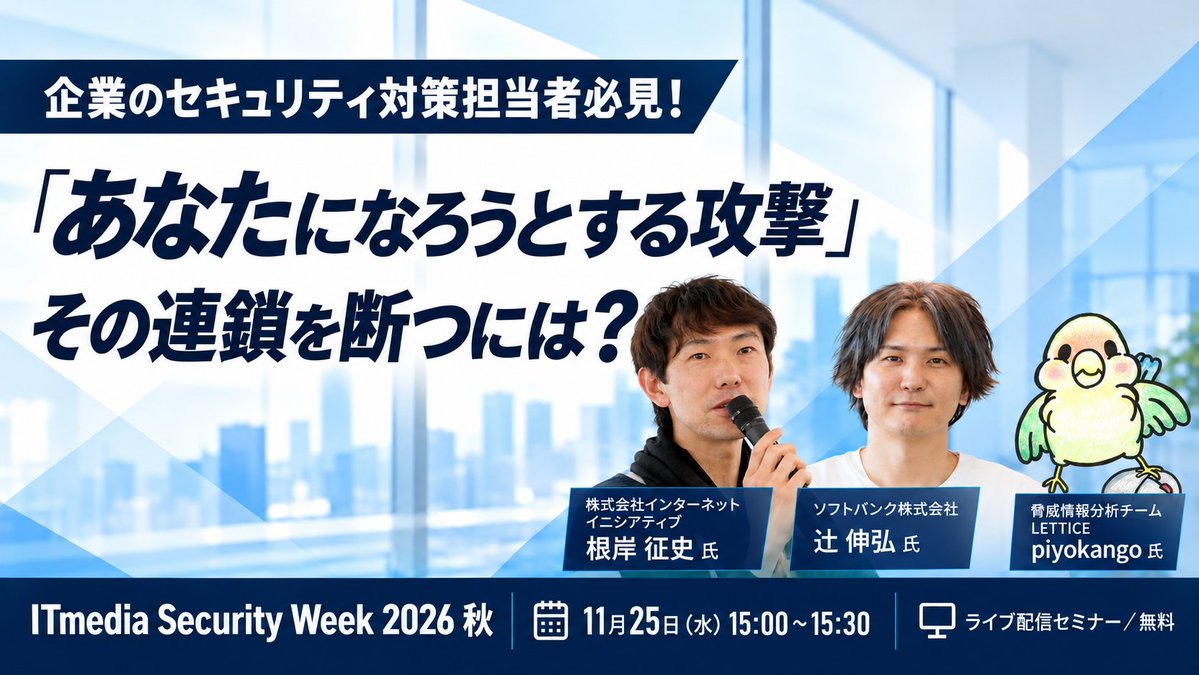 企業のセキュリティ対策担当者必見！
「あなたになろうとする攻撃」
その連鎖を断つには？
株式会社インターネット
イニシアティブ
根岸 征史 氏
ソフトバンク株式会社
辻 伸弘 氏
脅威情報分析チーム
LETTICE
piyokango 氏
ITmedia Security Week 2026 秋
11月25日（水）15:00～15:30
ライブ配信セミナー／無料